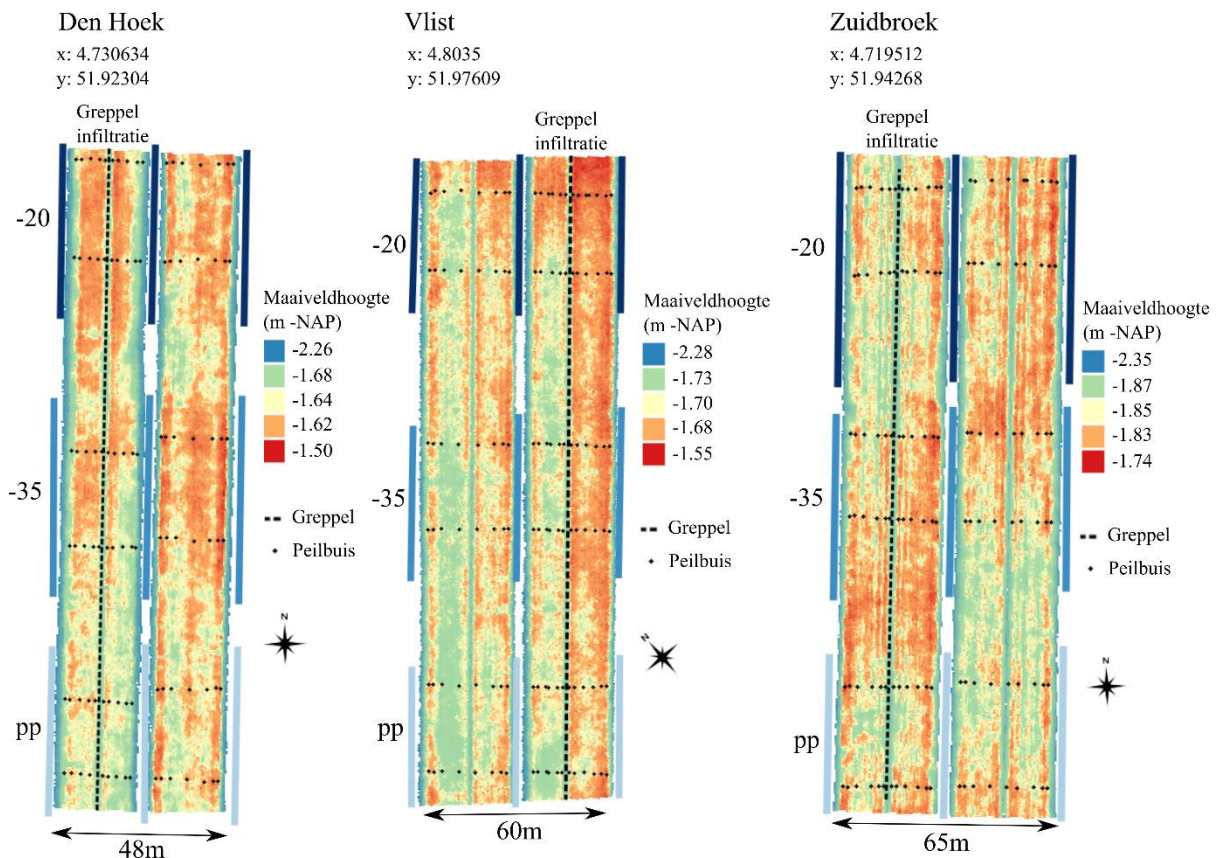 Den Hoek
x: 4.730634
y: 51.92304
Greppel
infiltratie
-20
-35
pp
48m
Maaiveldhoogte
(m -NAP)
-2.26
-1.68
-1.64
-1.62
-1.50
Greppel
Peilbuis
N
Vlist
x: 4.8035
y: 51.97609
Greppel
infiltratie
-20
-35
pp
60m
Maaiveldhoogte
(m -NAP)
-2.28
-1.73
-1.70
-1.68
-1.55
Greppel
Peilbuis
N
Zuidbroek
x: 4.719512
y: 51.94268
Greppel
infiltratie
-20
-35
pp
65m
Maaiveldhoogte
(m -NAP)
-2.35
-1.87
-1.85
-1.83
-1.74
Greppel
Peilbuis
N